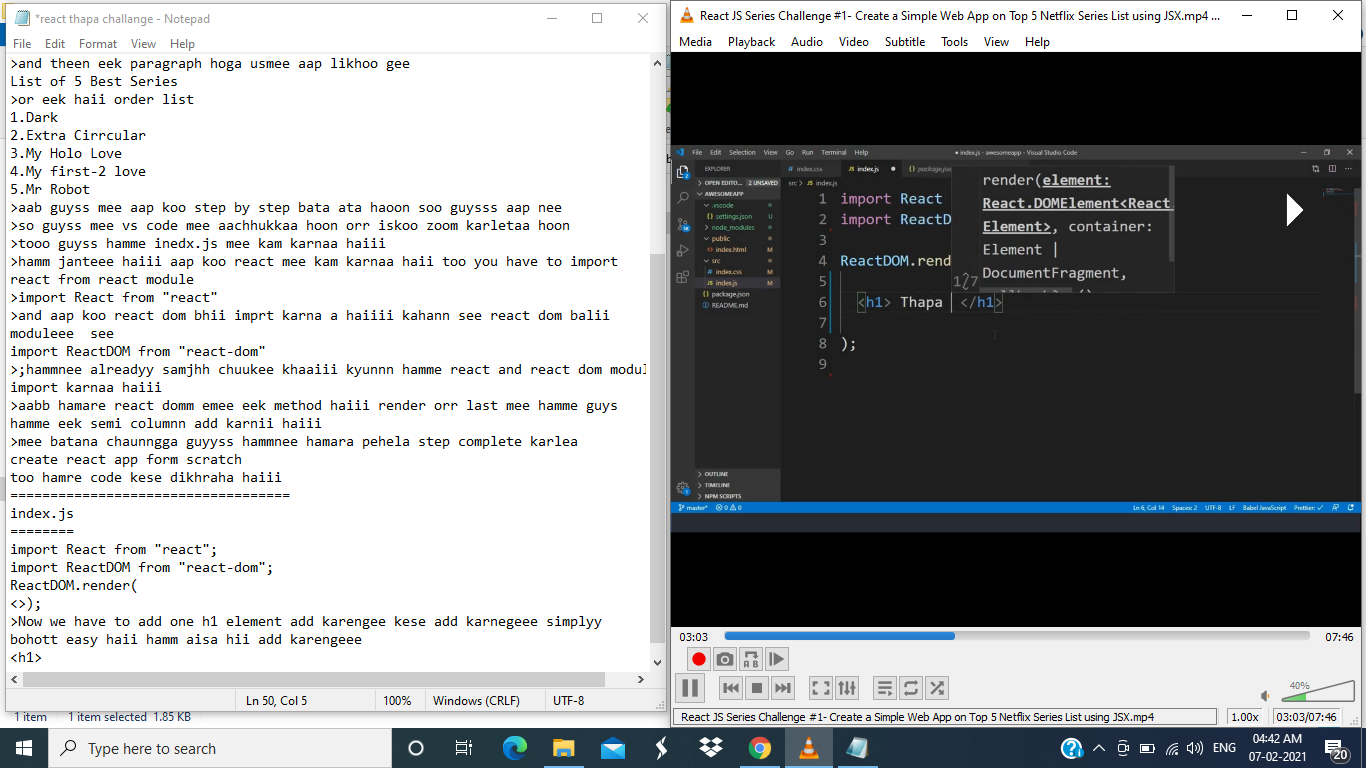 *react thapa challange - Notepad
File Edit Format View Help
>and theen eek paragraph hoga usmee aap likhoo gee
List of 5 Best Series
>or eek haii order list
1.Dark
2.Extra Cirrcular
3.My Holo Love
4.My first-2 love
5.Mr Robot
>aab guyss mee aap koo step by step bata ata haoon soo guysss aap nee
>so guyss mee vs code mee aachhukkaa hoon orr iskoo zoom karletaa hoon
>tooo guyss hamme inedx.js mee kam karnaa haiii
>hamm janteee haiii aap koo react mee kam karnaa haii too you have to import
react from react module
>import React from "react"
>and aap koo react dom bhii imprt karna a haiiii kahann see react dom balii
moduleee  see
import ReactDOM from "react-dom"
>;hammnee alreadyy samjhh chuukee khaaiii kyunnn hamme react and react dom modul
import karnaa haiii
>aabb hamare react domm emee eek method haiii render orr last mee hamme guys
hamme eek semi columnn add karnii haiii
>mee batana chaunngga guyyss hammnee hamara pehela step complete karlea
create react app form scratch
too hamre code kese dikhraha haiii
===================================
index.js
========
import React from "react";
import ReactDOM from "react-dom";
ReactDOM.render(
<>);
>Now we have to add one h1 element add karengee kese add karnegeee simplyy
bohott easy haii hamm aisa hii add karengeee
<h1>
Ln 50, Col 5 100% Windows (CRLF) UTF-8
1 item 1 item selected 1.85 KB
React JS Series Challenge #1- Create a Simple Web App on Top 5 Netflix Series List using JSX.mp4 ...
Media Playback Audio Video Subtitle Tools View Help
File Edit Selection View Go Run Terminal Help
● index.js - awesomeapp - Visual Studio Code
EXPLORER
OPEN EDITO... 2 UNSAVED
AWESOMEAPP
.vscode
settings.json U
node_modules
public
index.html M
src
index.css M
index.js M
package.json
README.md
OUTLINE
TIMELINE
NPM SCRIPTS
# index.css JS index.js package.json
src > JS index.js
1 import React
2 import ReactD
3
4 ReactDOM.rend
5
6 <h1> Thapa </h1>
7
8 );
9
1/7
render(element:
React.DOMElement<React.
Element>, container:
Element |
DocumentFragment,
master* 0 0 Ln 6, Col 14 Spaces: 2 UTF-8 LF Babel JavaScript Prettier: ✓
03:03 07:46
40%
React JS Series Challenge #1- Create a Simple Web App on Top 5 Netflix Series List using JSX.mp4 1.00x 03:03/07:46
Type here to search
ENG
04:42 AM
07-02-2021
20